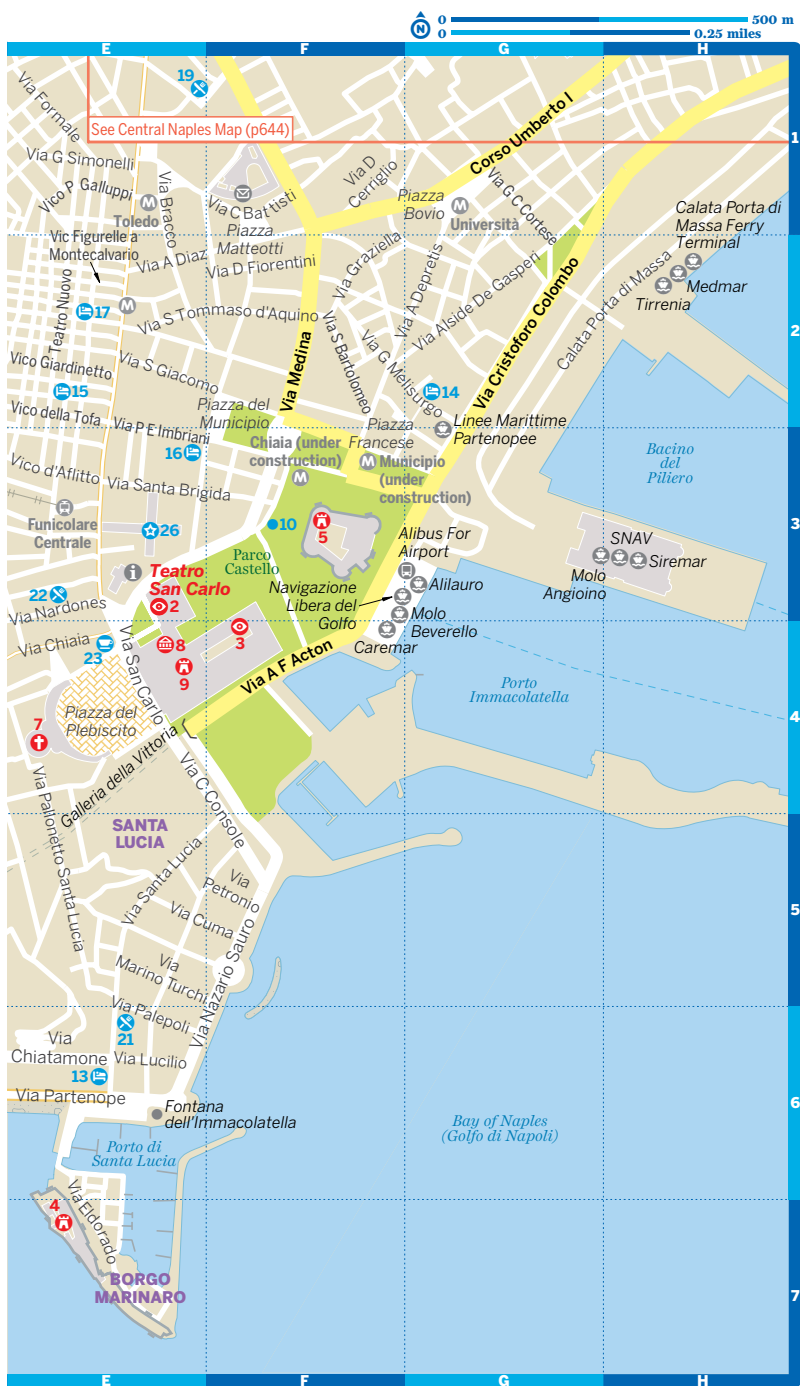 N
0 500 m
0 0.25 miles
E F G H
1
2
3
4
5
6
7
19
See Central Naples Map (p644)
Via Formale
Via G Simonelli
Vico P Galluppi
Toledo
Via Bracco
Via C Battisti
Piazza
Matteotti
Via D
Cerriglio
Piazza
Bovio
Corso Umberto I
Università
Via G C Cortese
Calata Porta di
Massa Ferry
Terminal
Medmar
Tirrenia
Calata Porta di Massa
Vic Figurelle a
Montecalvario
Via A Diaz
Via D Fiorentini
Via Graziella
Via A Depretis
Via Alside De Gasperi
Via Cristoforo Colombo
Teatro Nuovo
17
Via S Tommaso d'Aquino
Via S Bartolomeo
Via G Melisurgo
Via Medina
Vico Giardinetto
Via S Giacomo
15
14
Vico della Tofa
Via P E Imbriani
Piazza del
Municipio
Piazza
Francese
Linee Marittime
Partenopee
16
Chiaia (under
construction)
Municipio
(under
construction)
Bacino
del
Piliero
Vico d'Aflitto
Via Santa Brigida
Funicolare
Centrale
26
10
5
Alibus For
Airport
SNAV
Siremar
Molo
Angioino
Teatro
San Carlo
2
Parco
Castello
Navigazione
Libera del
Golfo
Alilauro
Molo
Beverello
Caremar
22
Via Nardones
Via Chiaia
23
8
3
9
Via A F Acton
Via San Carlo
Porto
Immacolatella
7
Piazza del
Plebiscito
Galleria della Vittoria
Via C Console
Via Pallonetto Santa Lucia
SANTA
LUCIA
Via Santa Lucia
Via
Petronio
Via Cuma
Via Nazario Sauro
Via
Marino Turchi
Via Palepoli
21
Via
Chiatamone
Via Lucilio
13
Via Partenope
Fontana
dell'Immacolatella
Bay of Naples
(Golfo di Napoli)
Porto di
Santa Lucia
4
Via Eldorado
BORGO
MARINARO
E F G H